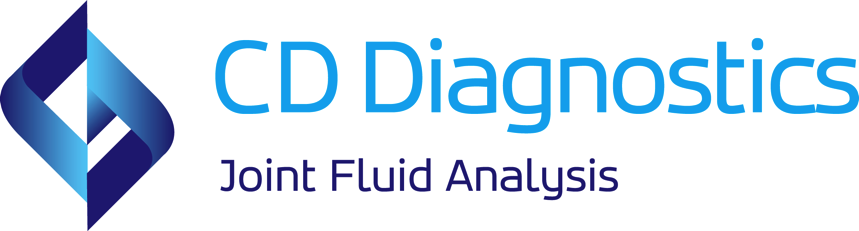 CD Diagnostics
Joint Fluid Analysis